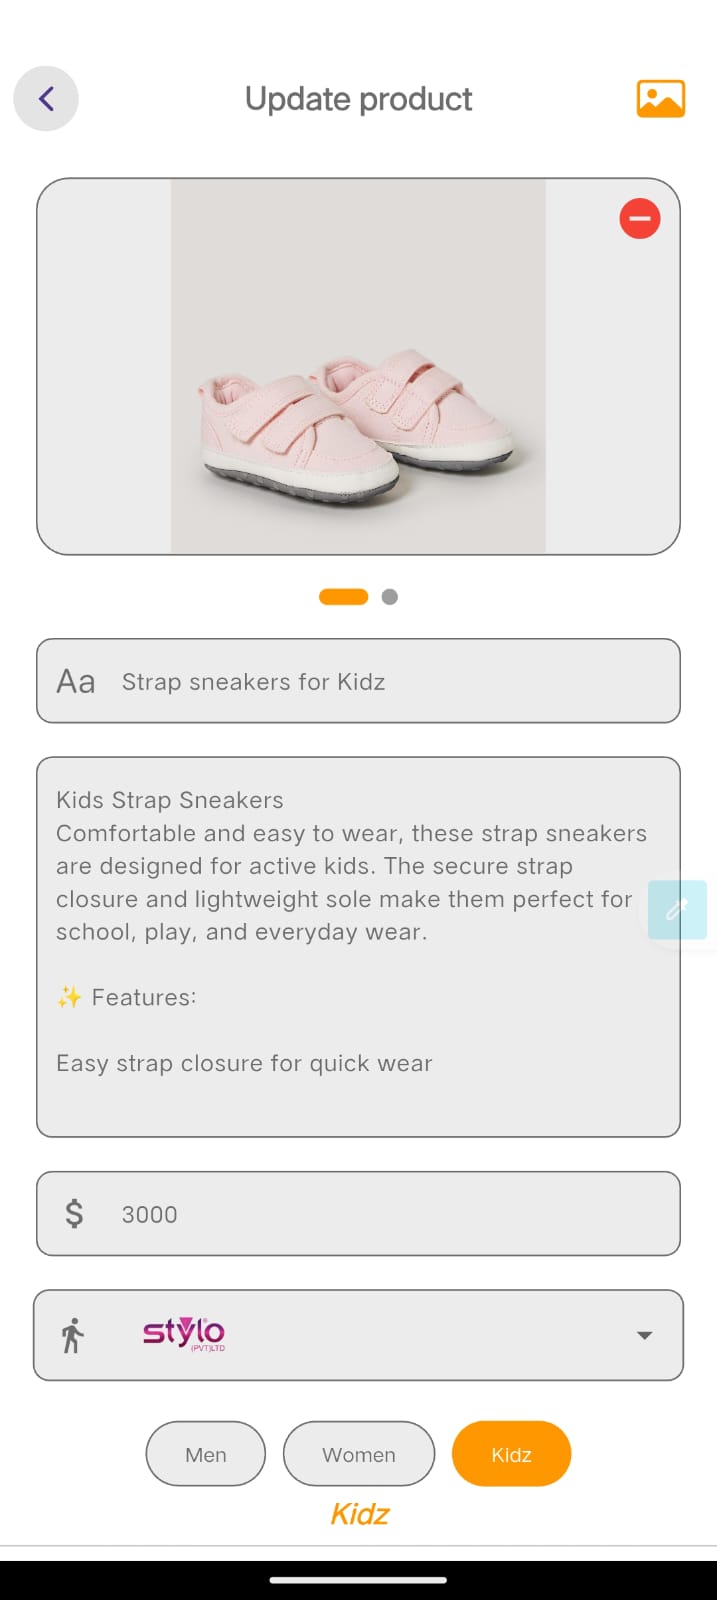 Update product
Aa Strap sneakers for Kidz
Kids Strap Sneakers
Comfortable and easy to wear, these strap sneakers
are designed for active kids. The secure strap
closure and lightweight sole make them perfect for
school, play, and everyday wear.
✨ Features:
Easy strap closure for quick wear
$ 3000
stylo
(PVT)LTD
Men Women Kidz
Kidz